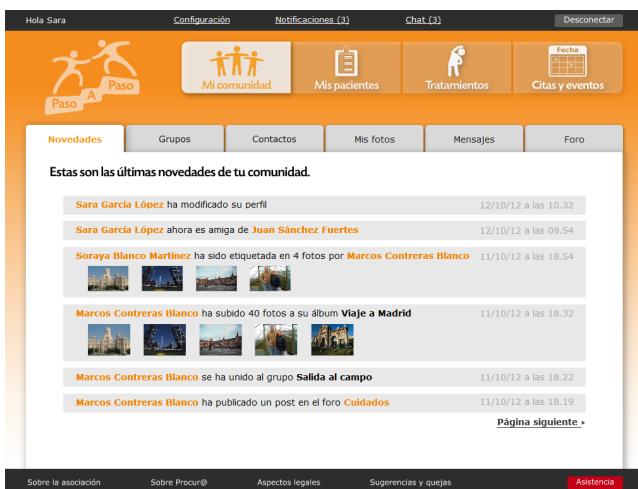 Hola Sara
Configuración
Notificaciones (3)
Chat (3)
Desconectar
Paso A Paso
Mi comunidad
Mis pacientes
Tratamientos
Fecha
Citas y eventos
Novedades
Grupos
Contactos
Mis fotos
Mensajes
Foro
Estas son las últimas novedades de tu comunidad.
Sara García López ha modificado su perfil 12/10/12 a las 10.32
Sara García López ahora es amiga de Juan Sánchez Fuertes 12/10/12 a las 09.54
Soraya Blanco Martínez ha sido etiquetada en 4 fotos por Marcos Contreras Blanco 11/10/12 a las 18.54
Marcos Contreras Blanco ha subido 40 fotos a su álbum Viaje a Madrid 11/10/12 a las 18.32
Marcos Contreras Blanco se ha unido al grupo Salida al campo 11/10/12 a las 18.22
Marcos Contreras Blanco ha publicado un post en el foro Cuidados 11/10/12 a las 18.19
Página siguiente
Sobre la asociación
Sobre Procur@
Aspectos legales
Sugerencias y quejas
Asistencia